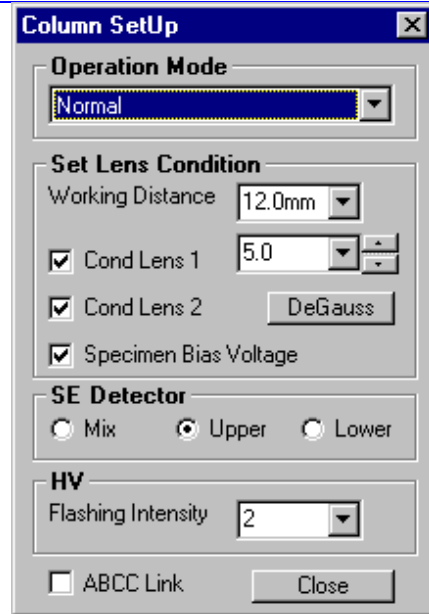 Column SetUp
Operation Mode
Normal
Set Lens Condition
Working Distance 12.0mm
Cond Lens 1 5.0
Cond Lens 2 DeGauss
Specimen Bias Voltage
SE Detector
Mix Upper Lower
HV
Flashing Intensity 2
ABCC Link Close